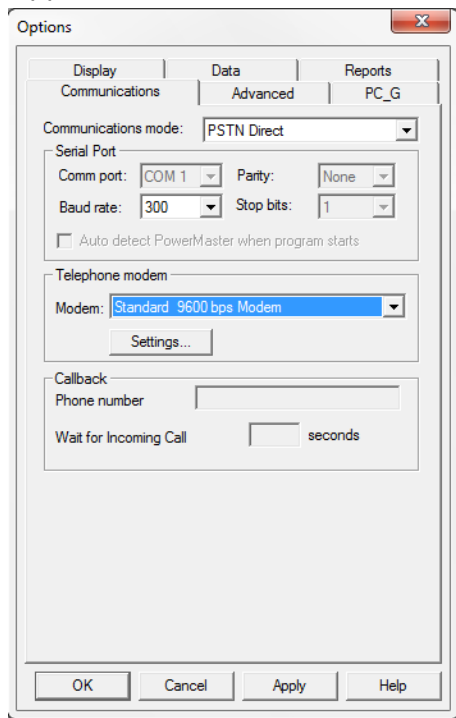 Options
Display Data Reports
Communications Advanced PC_G
Communications mode: PSTN Direct
Serial Port
Comm port: COM 1 Parity: None
Baud rate: 300 Stop bits: 1
Auto detect PowerMaster when program starts
Telephone modem
Modem: Standard 9600 bps Modem
Settings...
Callback
Phone number
Wait for Incoming Call seconds
OK Cancel Apply Help